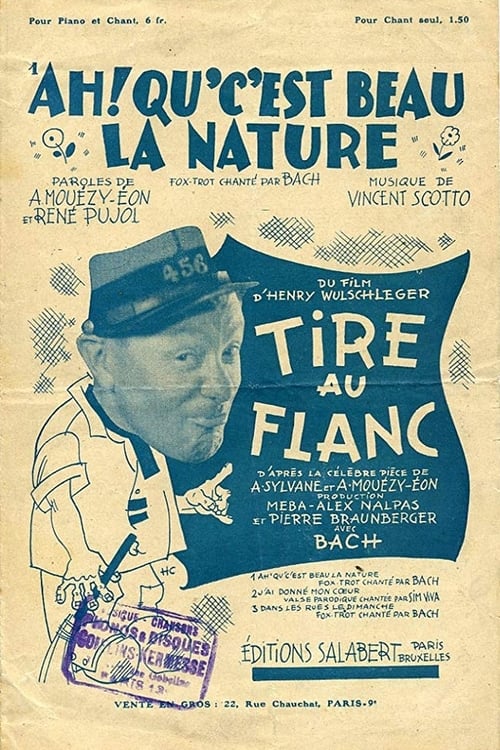 Pour Piano et Chant, 6 fr.
Pour Chant seul, 1.50
1 AH! QU'C'EST BEAU
LA NATURE
PAROLES DE
A. MOUËZY-ÉON
ET RENÉ PUJOL
FOX-TROT CHANTÉ PAR BACH
MUSIQUE DE
VINCENT SCOTTO
456
DU FILM
D'HENRY WULSCHLEGER
TIRE
AU
FLANC
D'APRÈS LA CÉLÈBRE PIÈCE DE
A. SYLVANE ET A. MOUËZY-ÉON
PRODUCTION
MEBA-ALEX NALPAS
ET PIERRE BRAUNBERGER
AVEC
BACH
HC
1 AH' QU'C'EST BEAU LA NATURE
FOX-TROT CHANTÉ PAR BACH
2 J'AI DONNÉ MON CŒUR
VALSE PARODIQUE CHANTÉE PAR SIM VIVA
3 DANS LES RUES LE DIMANCHE
FOX-TROT CHANTÉ PAR BACH
SIQUE CHANSONS
PHONOS & DISQUES
KERMESSE
ÉDITIONS SALABERT PARIS
BRUXELLES
VENTE EN GROS : 22, Rue Chauchat, PARIS-9e